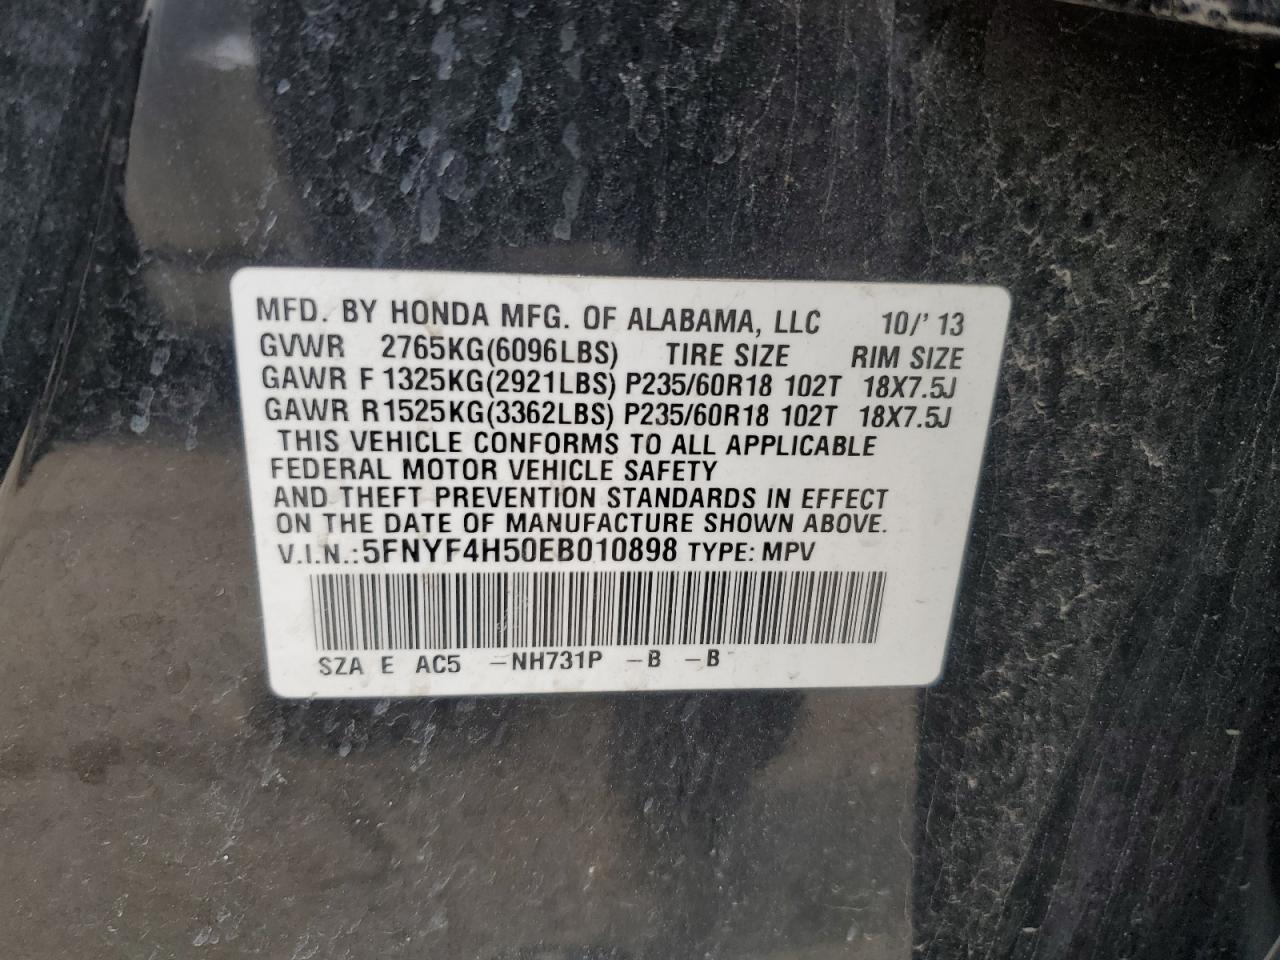 MFD. BY HONDA MFG. OF ALABAMA, LLC 10/'13
GVWR 2765KG(6096LBS) TIRE SIZE RIM SIZE
GAWR F 1325KG(2921LBS) P235/60R18 102T 18X7.5J
GAWR R 1525KG(3362LBS) P235/60R18 102T 18X7.5J
THIS VEHICLE CONFORMS TO ALL APPLICABLE
FEDERAL MOTOR VEHICLE SAFETY
AND THEFT PREVENTION STANDARDS IN EFFECT
ON THE DATE OF MANUFACTURE SHOWN ABOVE.
V.I.N.:5FNYF4H50EB010898 TYPE: MPV
SZA E AC5 -NH731P -B -B